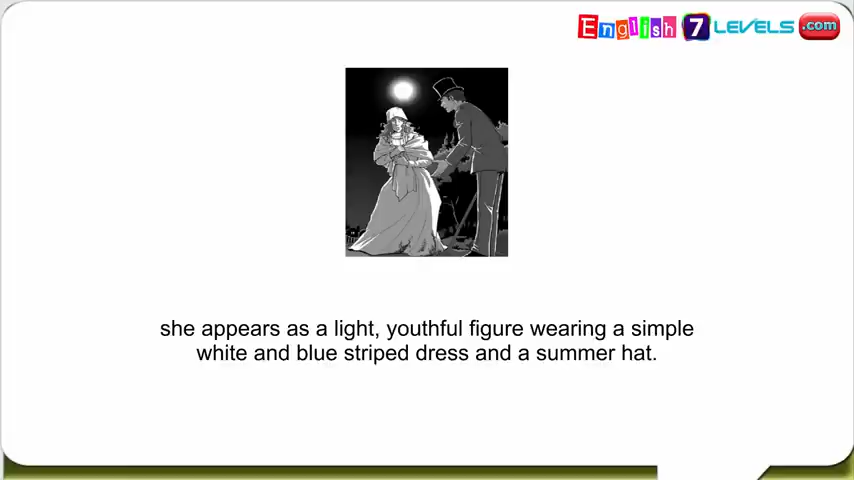 English 7 LEVELS .com
she appears as a light, youthful figure wearing a simple
white and blue striped dress and a summer hat.